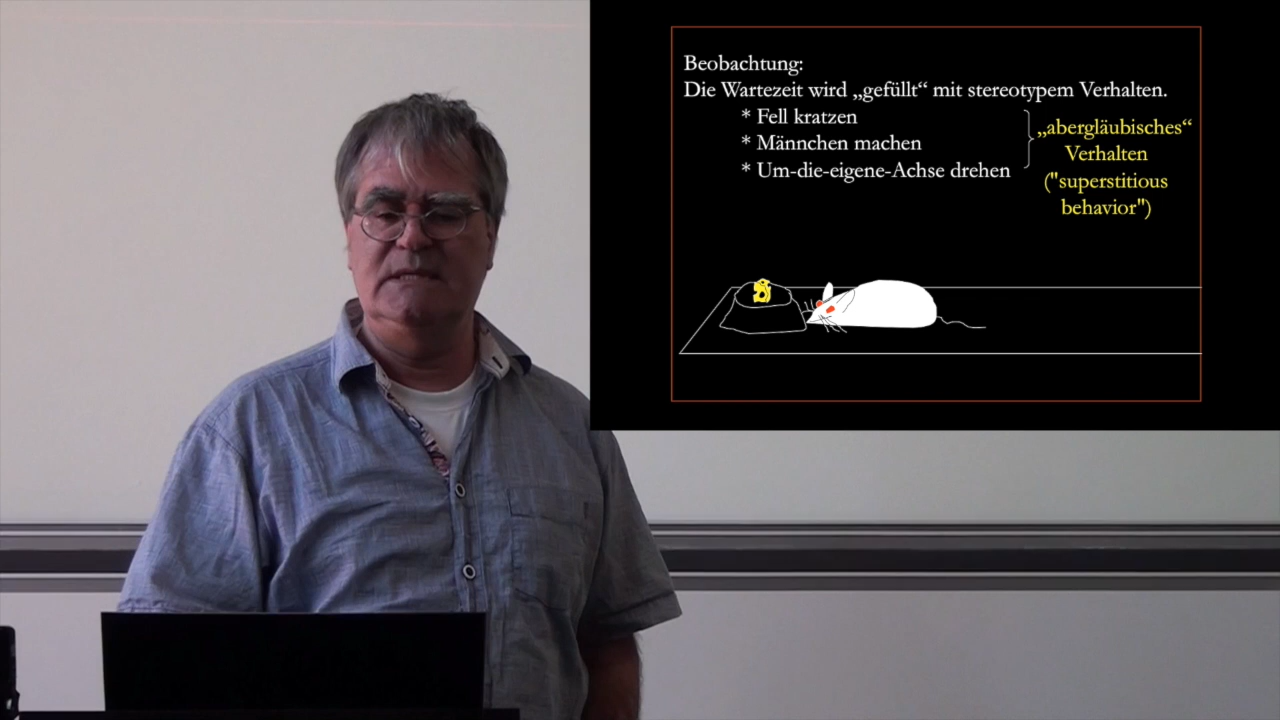 Beobachtung:
Die Wartezeit wird „gefüllt“ mit stereotypem Verhalten.
* Fell kratzen
* Männchen machen
* Um-die-eigene-Achse drehen
„abergläubisches“
Verhalten
("superstitious
behavior")